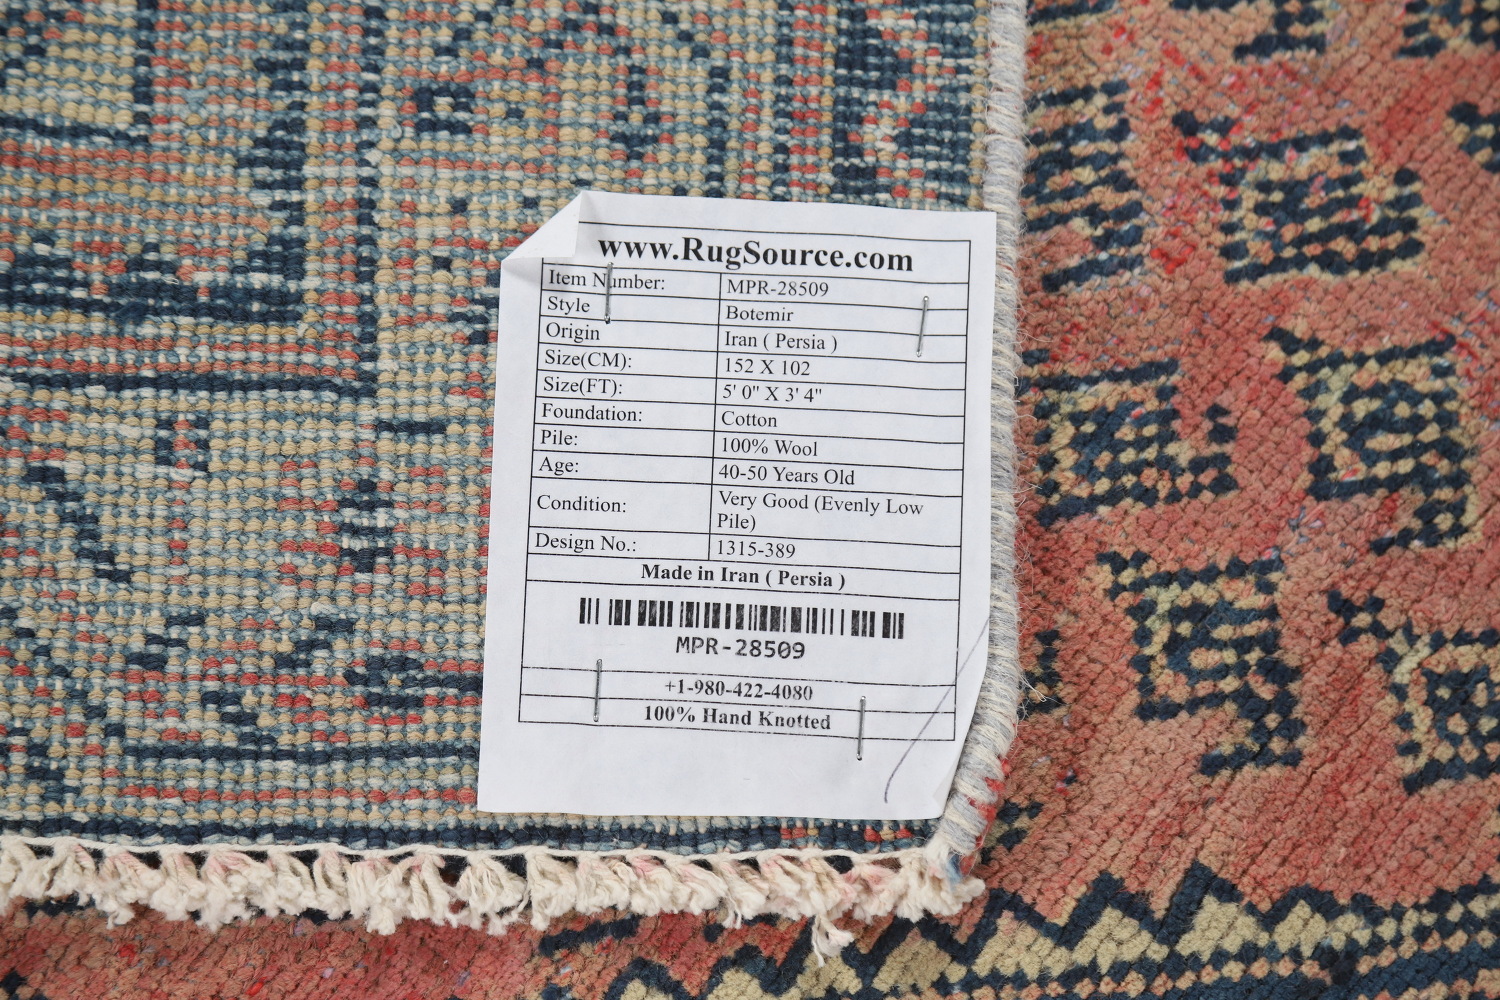 www.RugSource.com
Item Number: MPR-28509
Style Botemir
Origin Iran ( Persia )
Size(CM): 152 X 102
Size(FT): 5' 0" X 3' 4"
Foundation: Cotton
Pile: 100% Wool
Age: 40-50 Years Old
Condition: Very Good (Evenly Low
Pile)
Design No.: 1315-389
Made in Iran ( Persia )
MPR-28509
+1-980-422-4080
100% Hand Knotted